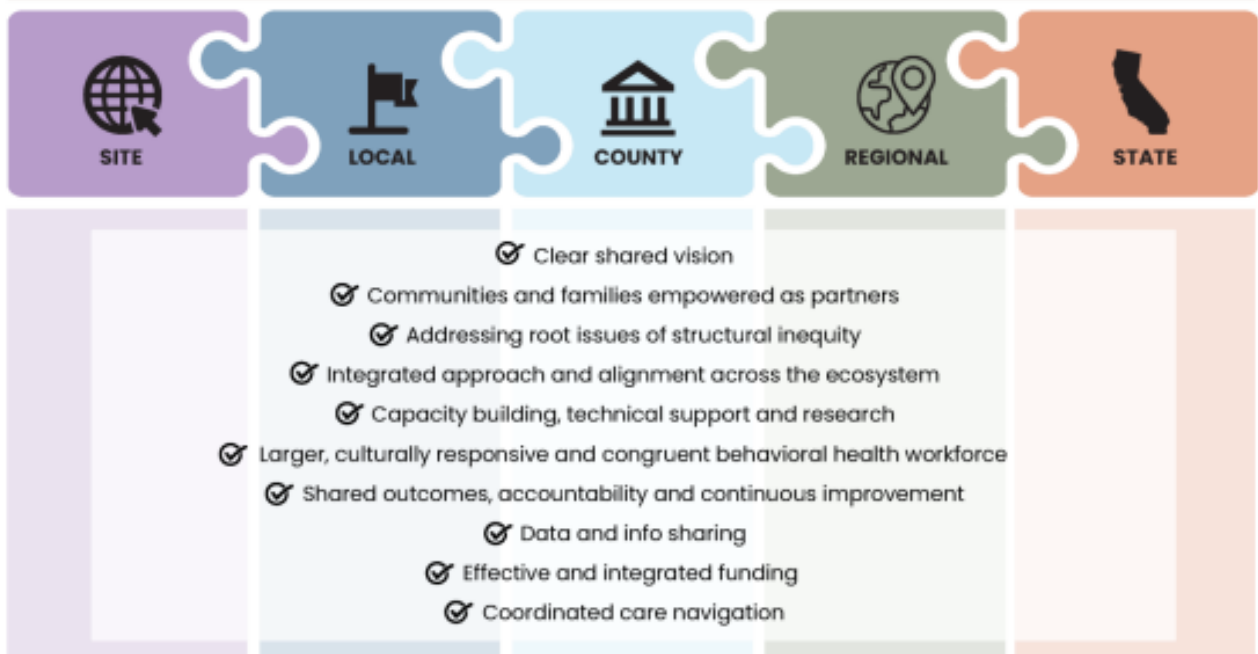 SITE
LOCAL
COUNTY
REGIONAL
STATE
Clear shared vision
Communities and families empowered as partners
Addressing root issues of structural inequity
Integrated approach and alignment across the ecosystem
Capacity building, technical support and research
Larger, culturally responsive and congruent behavioral health workforce
Shared outcomes, accountability and continuous improvement
Data and info sharing
Effective and integrated funding
Coordinated care navigation